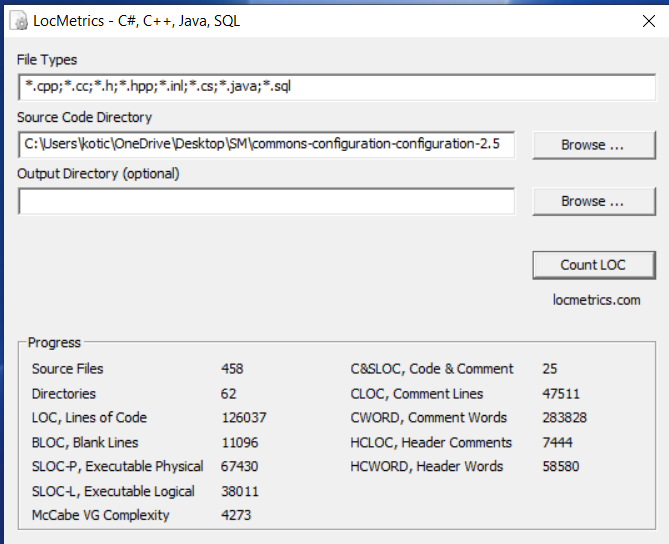 LocMetrics - C#, C++, Java, SQL
File Types
*.cpp;*.cc;*.h;*.hpp;*.inl;*.cs;*.java;*.sql
Source Code Directory
C:\Users\kotic\OneDrive\Desktop\SM\commons-configuration-configuration-2.5 Browse ...
Output Directory (optional)
Browse ...
Count LOC
locmetrics.com
Progress
Source Files 458 C&SLOC, Code & Comment 25
Directories 62 CLOC, Comment Lines 47511
LOC, Lines of Code 126037 CWORD, Comment Words 283828
BLOC, Blank Lines 11096 HCLOC, Header Comments 7444
SLOC-P, Executable Physical 67430 HCWORD, Header Words 58580
SLOC-L, Executable Logical 38011
McCabe VG Complexity 4273